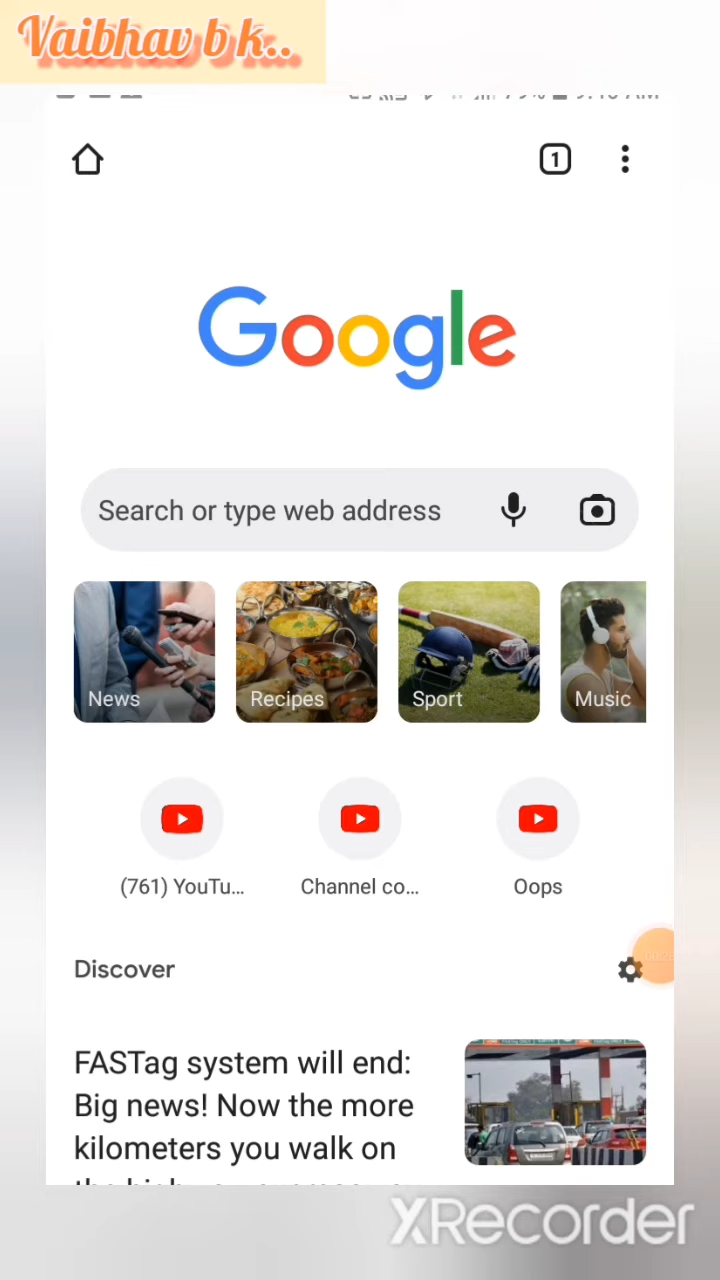 Vaibhav b k..
1
Google
Search or type web address
News Recipes Sport Music
(761) YouTu... Channel co... Oops
Discover
FASTag system will end:
Big news! Now the more
kilometers you walk on
XRecorder